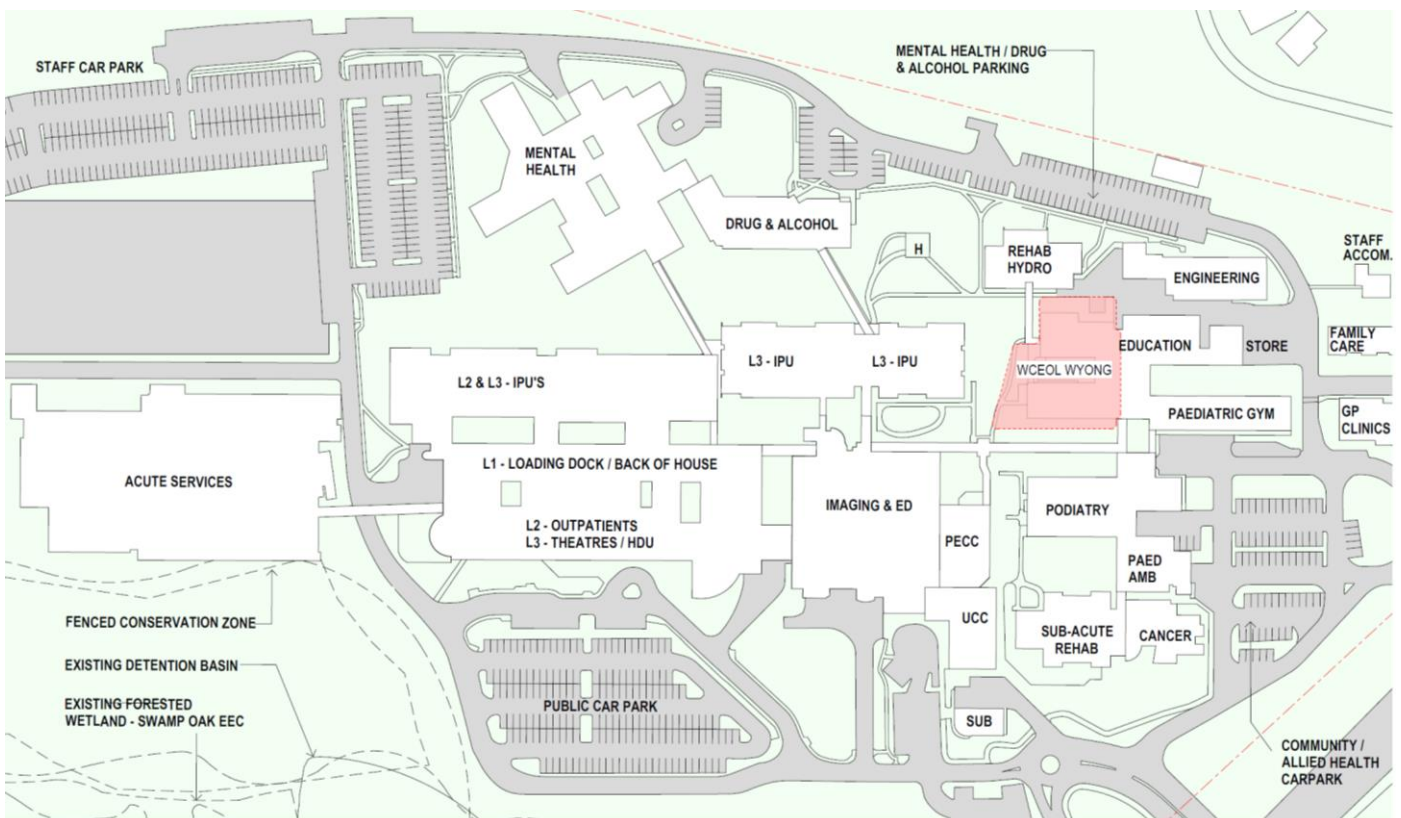 STAFF CAR PARK
MENTAL HEALTH / DRUG
& ALCOHOL PARKING
MENTAL
HEALTH
DRUG & ALCOHOL
H
REHAB
HYDRO
ENGINEERING
STAFF
ACCOM.
L2 & L3 - IPU'S
L3 - IPU
L3 - IPU
WCEOL WYONG
EDUCATION
STORE
FAMILY
CARE
PAEDIATRIC GYM
GP
CLINICS
ACUTE SERVICES
L1 - LOADING DOCK / BACK OF HOUSE
L2 - OUTPATIENTS
L3 - THEATRES / HDU
IMAGING & ED
PECC
PODIATRY
PAED
AMB
UCC
SUB-ACUTE
REHAB
CANCER
FENCED CONSERVATION ZONE
EXISTING DETENTION BASIN
EXISTING FORESTED
WETLAND - SWAMP OAK EEC
PUBLIC CAR PARK
SUB
COMMUNITY /
ALLIED HEALTH
CARPARK